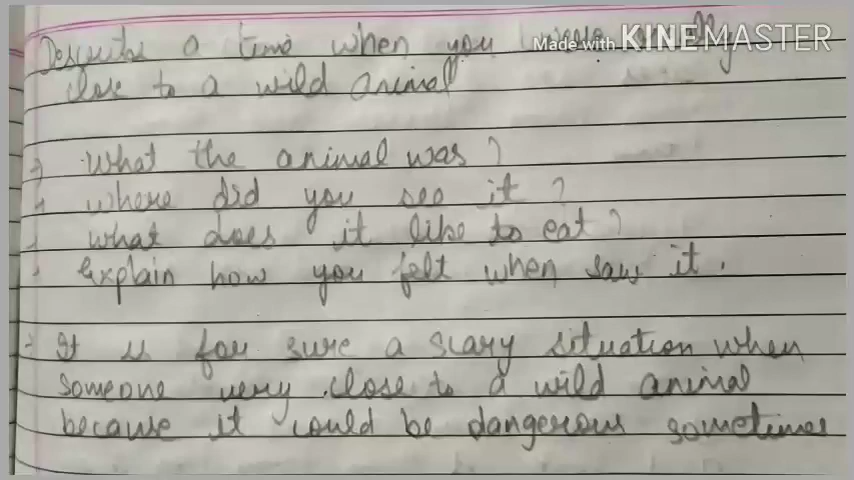 Describe a time when you were
Made with KINEMASTER
close to a wild animal
→ What the animal was?
→ where did you see it?
- what does it like to eat?
- explain how you felt when saw it.
:- It is for sure a scary situation when
someone very close to a wild animal
because it could be dangerous sometimes